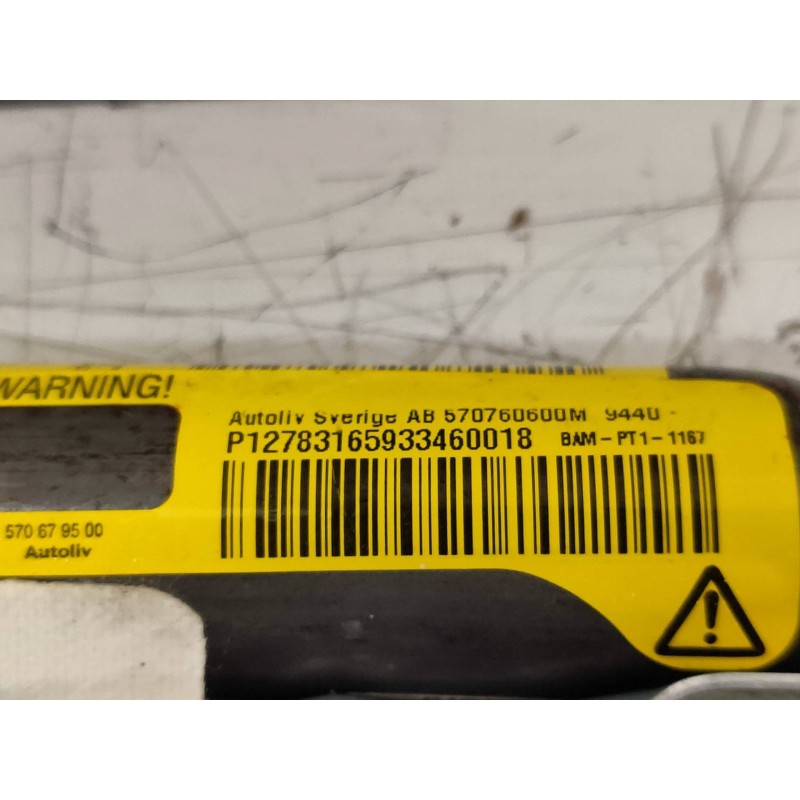 WARNING!
Autoliv Sverige AB 570760600M 9440 -
P12783165933460018 BAM-PT1-1167
570 67 95 00
Autoliv